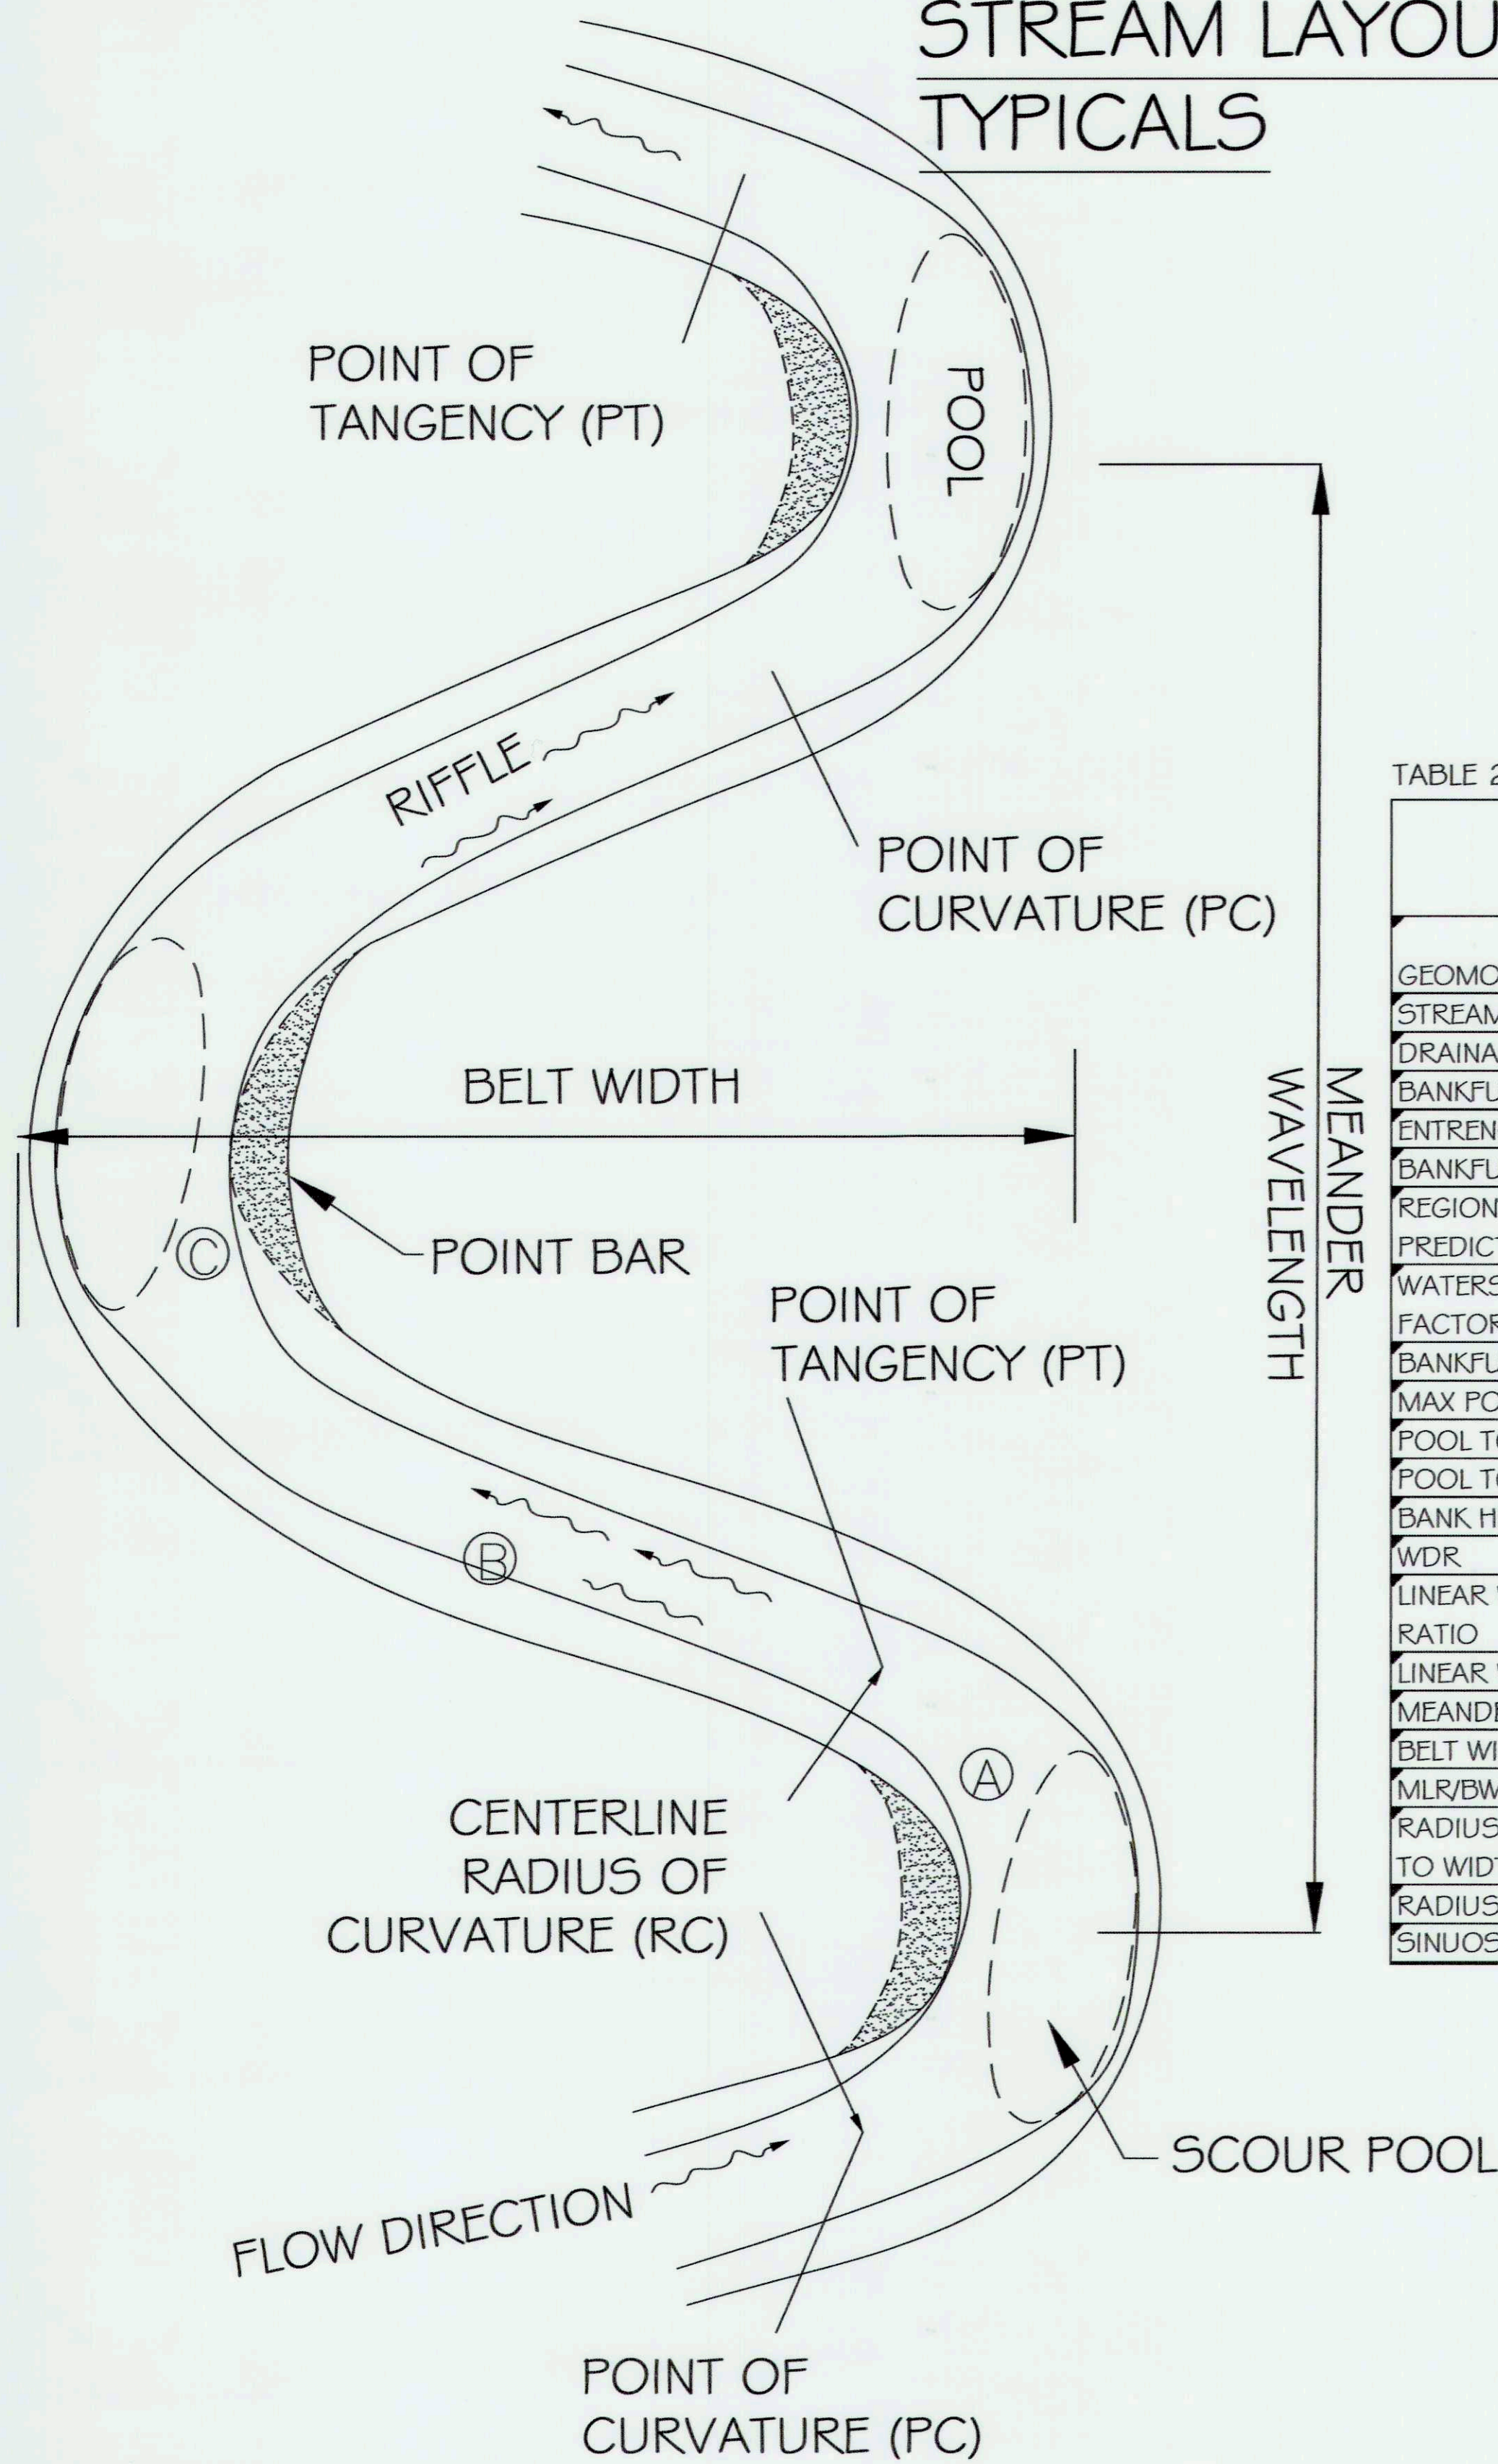 STREAM LAYOU
TYPICALS
POINT OF
TANGENCY (PT)
POOL
RIFFLE
POINT OF
CURVATURE (PC)
BELT WIDTH
MEANDER
WAVELENGTH
C
POINT BAR
POINT OF
TANGENCY (PT)
B
A
CENTERLINE
RADIUS OF
CURVATURE (RC)
SCOUR POOL
FLOW DIRECTION
POINT OF
CURVATURE (PC)
TABLE 2
GEOMO
STREAM
DRAINA
BANKFU
ENTREN
BANKFU
REGION
PREDICT
WATERS
FACTOR
BANKFU
MAX PO
POOL TO
POOL TO
BANK H
WDR
LINEAR
RATIO
LINEAR
MEANDE
BELT WI
MLR/BW
RADIUS
TO WIDT
RADIUS
SINUOS